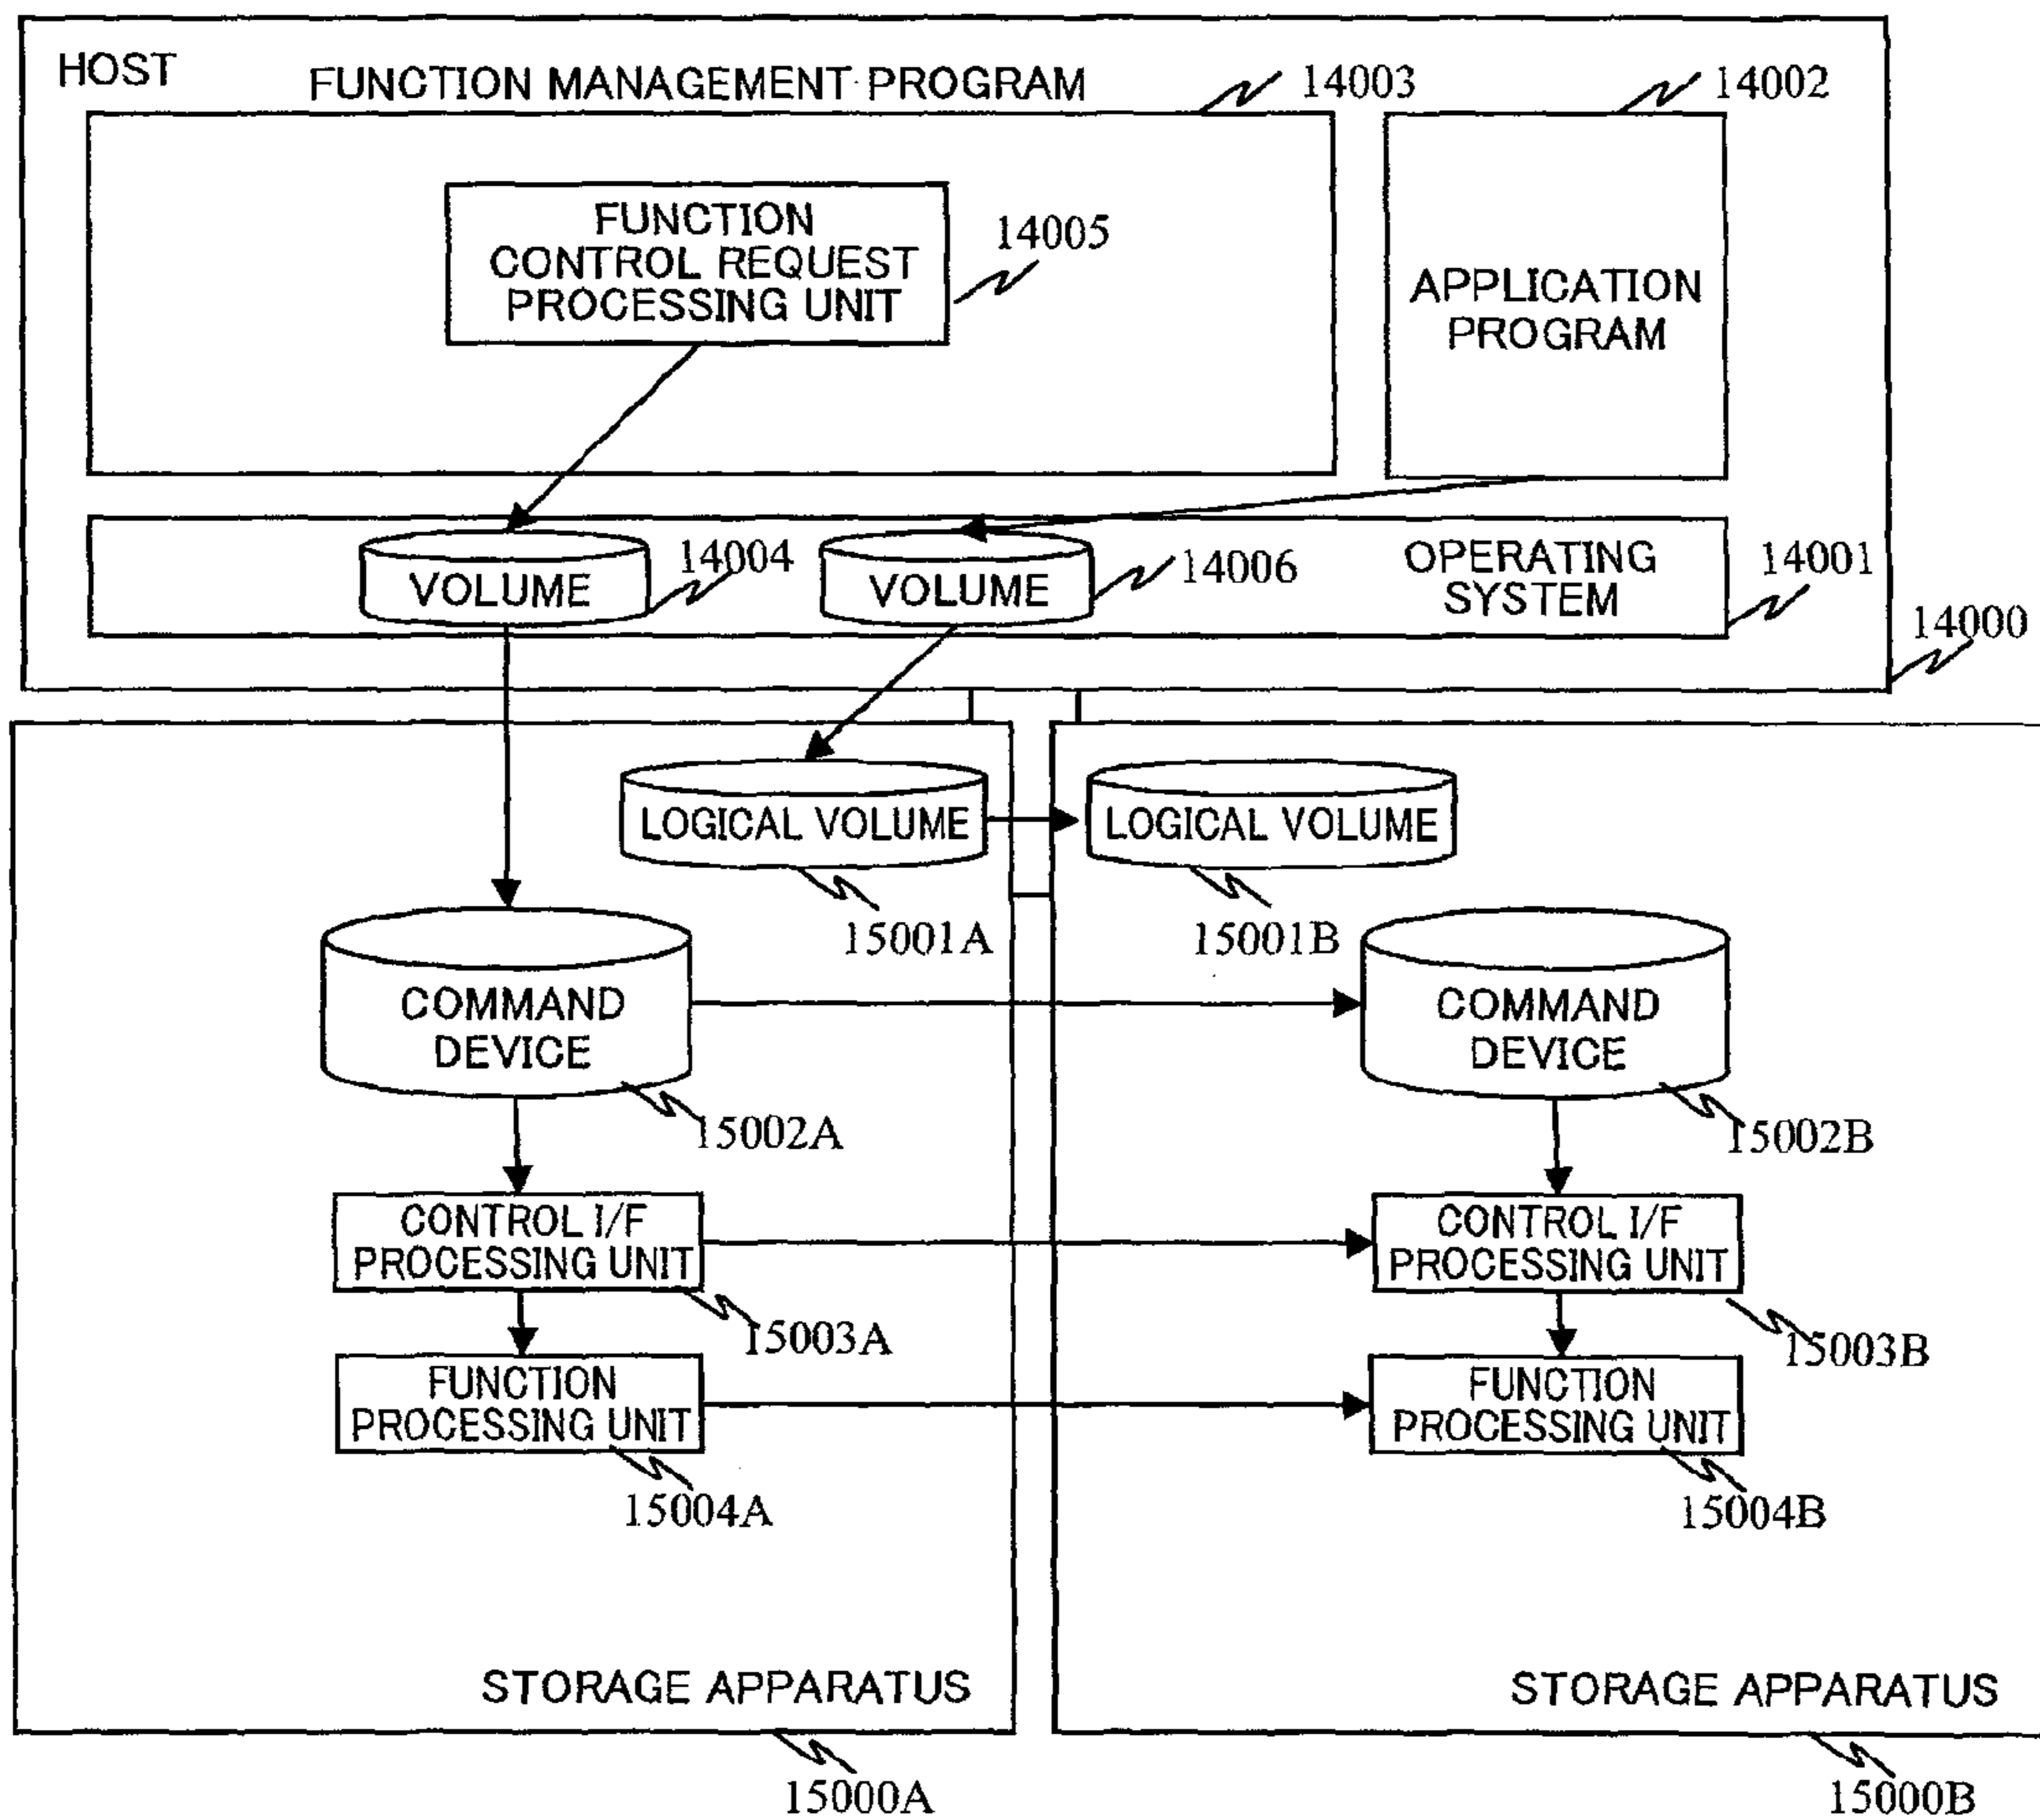 HOST
FUNCTION MANAGEMENT PROGRAM
14003
14002
FUNCTION
CONTROL REQUEST
PROCESSING UNIT
14005
APPLICATION
PROGRAM
VOLUME
14004
VOLUME
14006
OPERATING
SYSTEM
14001
14000
LOGICAL VOLUME
LOGICAL VOLUME
15001A
15001B
COMMAND
DEVICE
COMMAND
DEVICE
15002A
15002B
CONTROL I/F
PROCESSING UNIT
CONTROL I/F
PROCESSING UNIT
15003A
15003B
FUNCTION
PROCESSING UNIT
FUNCTION
PROCESSING UNIT
15004A
15004B
STORAGE APPARATUS
STORAGE APPARATUS
15000A
15000B